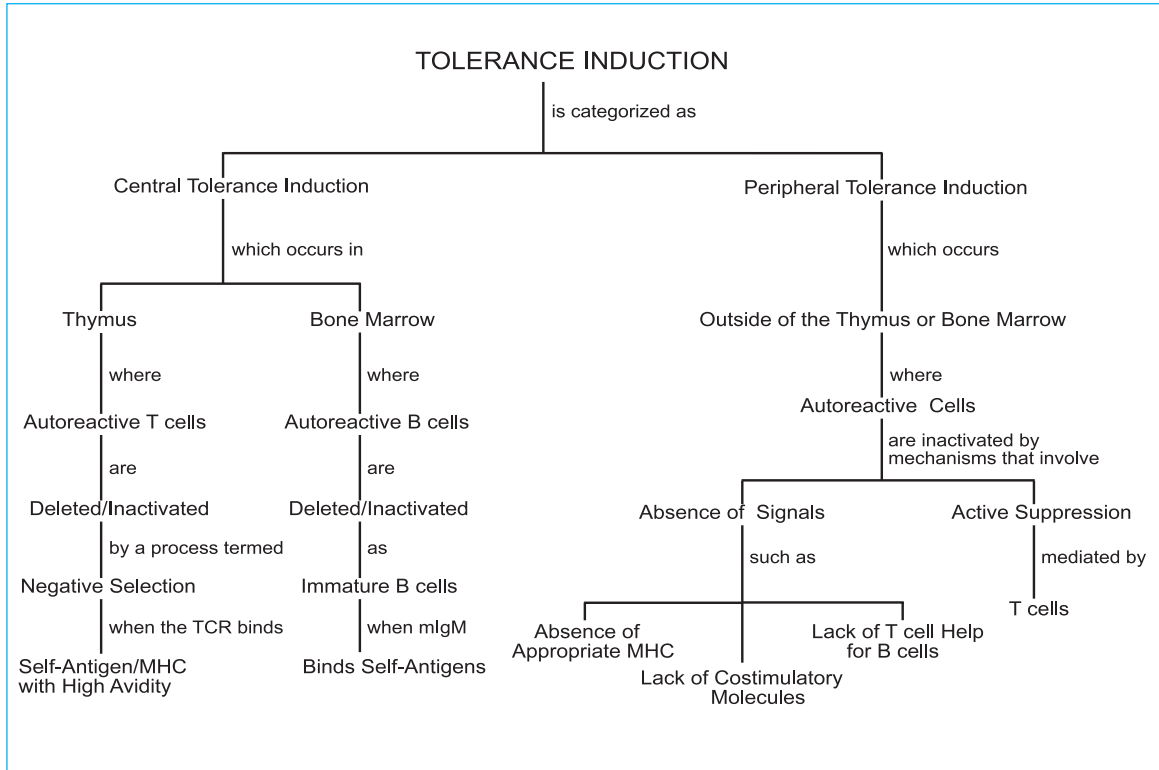 TOLERANCE INDUCTION
is categorized as
Central Tolerance Induction
Peripheral Tolerance Induction
which occurs in
which occurs
Thymus
Bone Marrow
Outside of the Thymus or Bone Marrow
where
where
where
Autoreactive T cells
Autoreactive B cells
Autoreactive Cells
are
are
are inactivated by
mechanisms that involve
Deleted/Inactivated
Deleted/Inactivated
Absence of Signals
Active Suppression
by a process termed
as
such as
mediated by
Negative Selection
Immature B cells
T cells
when the TCR binds
when mIgM
Absence of
Appropriate MHC
Lack of T cell Help
for B cells
Self-Antigen/MHC
with High Avidity
Binds Self-Antigens
Lack of Costimulatory
Molecules